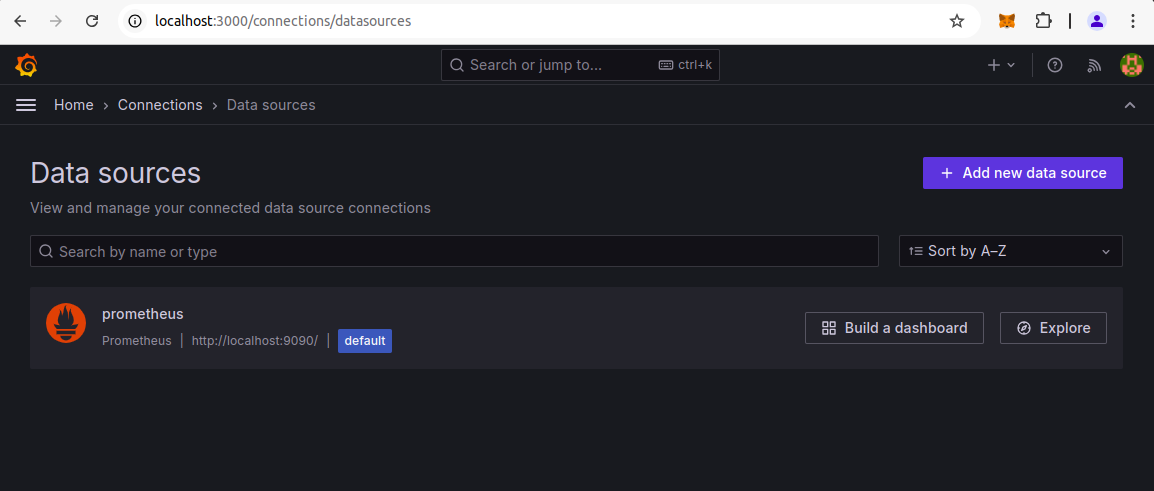 localhost:3000/connections/datasources
Search or jump to... ctrl+k
Home › Connections › Data sources
Data sources
+ Add new data source
View and manage your connected data source connections
Search by name or type
Sort by A–Z
prometheus
Prometheus | http://localhost:9090/ | default
Build a dashboard
Explore